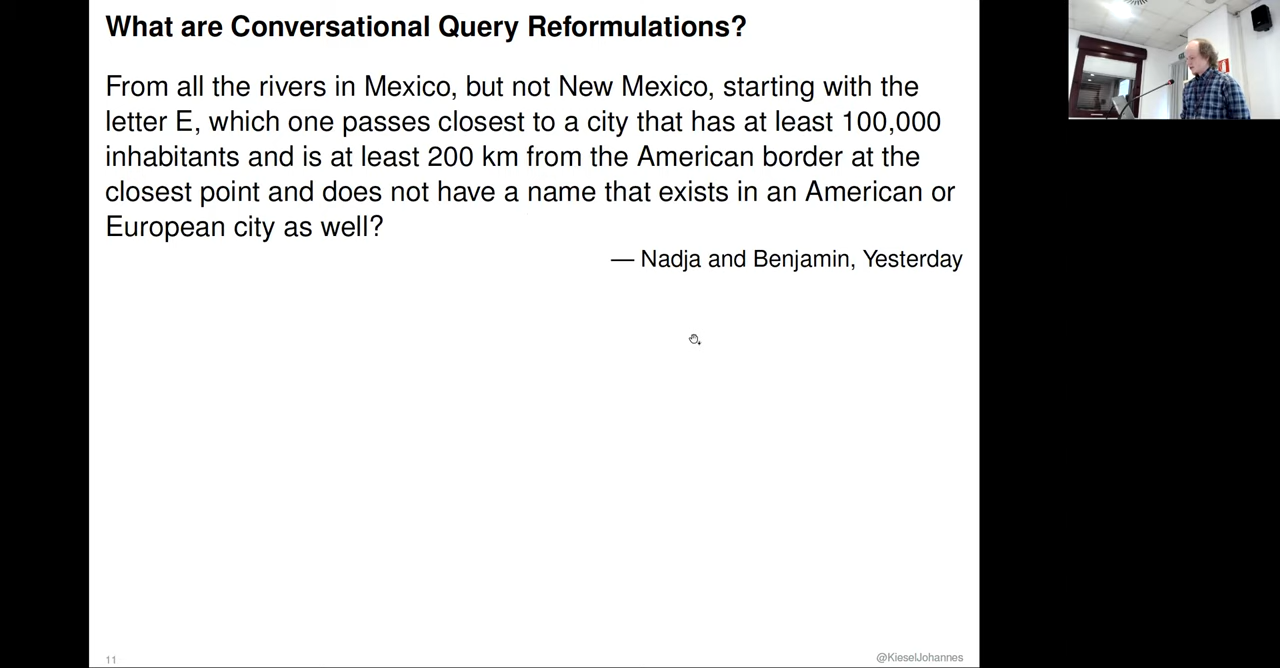 What are Conversational Query Reformulations?
From all the rivers in Mexico, but not New Mexico, starting with the
letter E, which one passes closest to a city that has at least 100,000
inhabitants and is at least 200 km from the American border at the
closest point and does not have a name that exists in an American or
European city as well?
— Nadja and Benjamin, Yesterday
11
@KieselJohannes